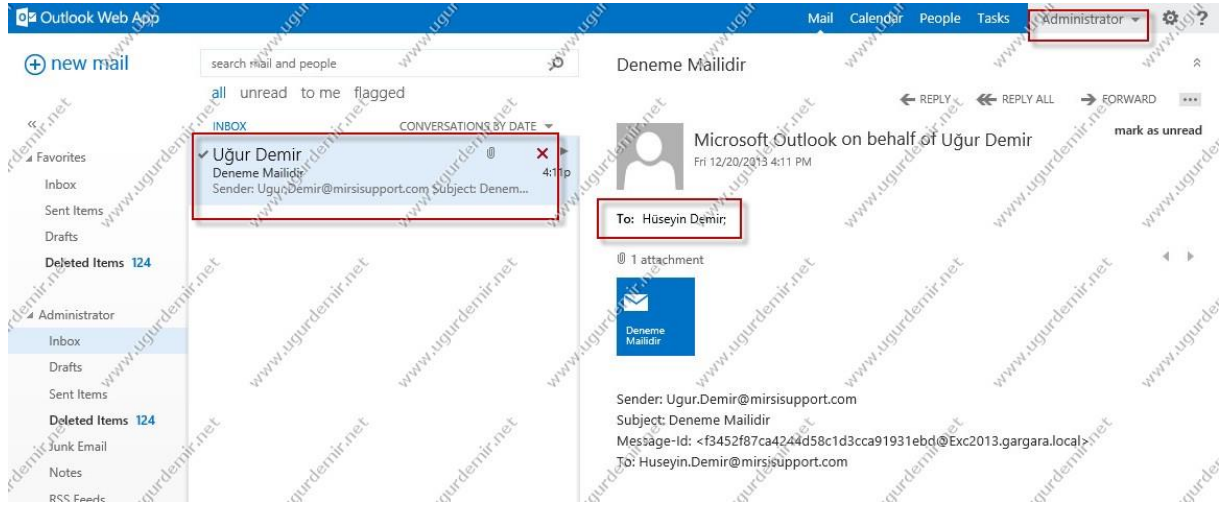 Outlook Web App
Mail Calendar People Tasks Administrator ?
new mail
search mail and people
all unread to me flagged
INBOX CONVERSATIONS BY DATE
Uğur Demir
Deneme Mailidir 4:11p
Sender: Ugur.Demir@mirsisupport.com Subject: Denem...
Favorites
Inbox
Sent Items
Drafts
Deleted Items 124
Administrator
Inbox
Drafts
Sent Items
Deleted Items 124
Junk Email
Notes
RSS Feeds
Deneme Mailidir
REPLY REPLY ALL FORWARD ...
mark as unread
Microsoft Outlook on behalf of Uğur Demir
Fri 12/20/2013 4:11 PM
To: Hüseyin Demir;
1 attachment
Deneme
Mailidir
Sender: Ugur.Demir@mirsisupport.com
Subject: Deneme Mailidir
Message-Id: <f3452f87ca4244d58c1d3cca91931ebd@Exc2013.gargara.local>
To: Huseyin.Demir@mirsisupport.com
www.ugurdemir.net